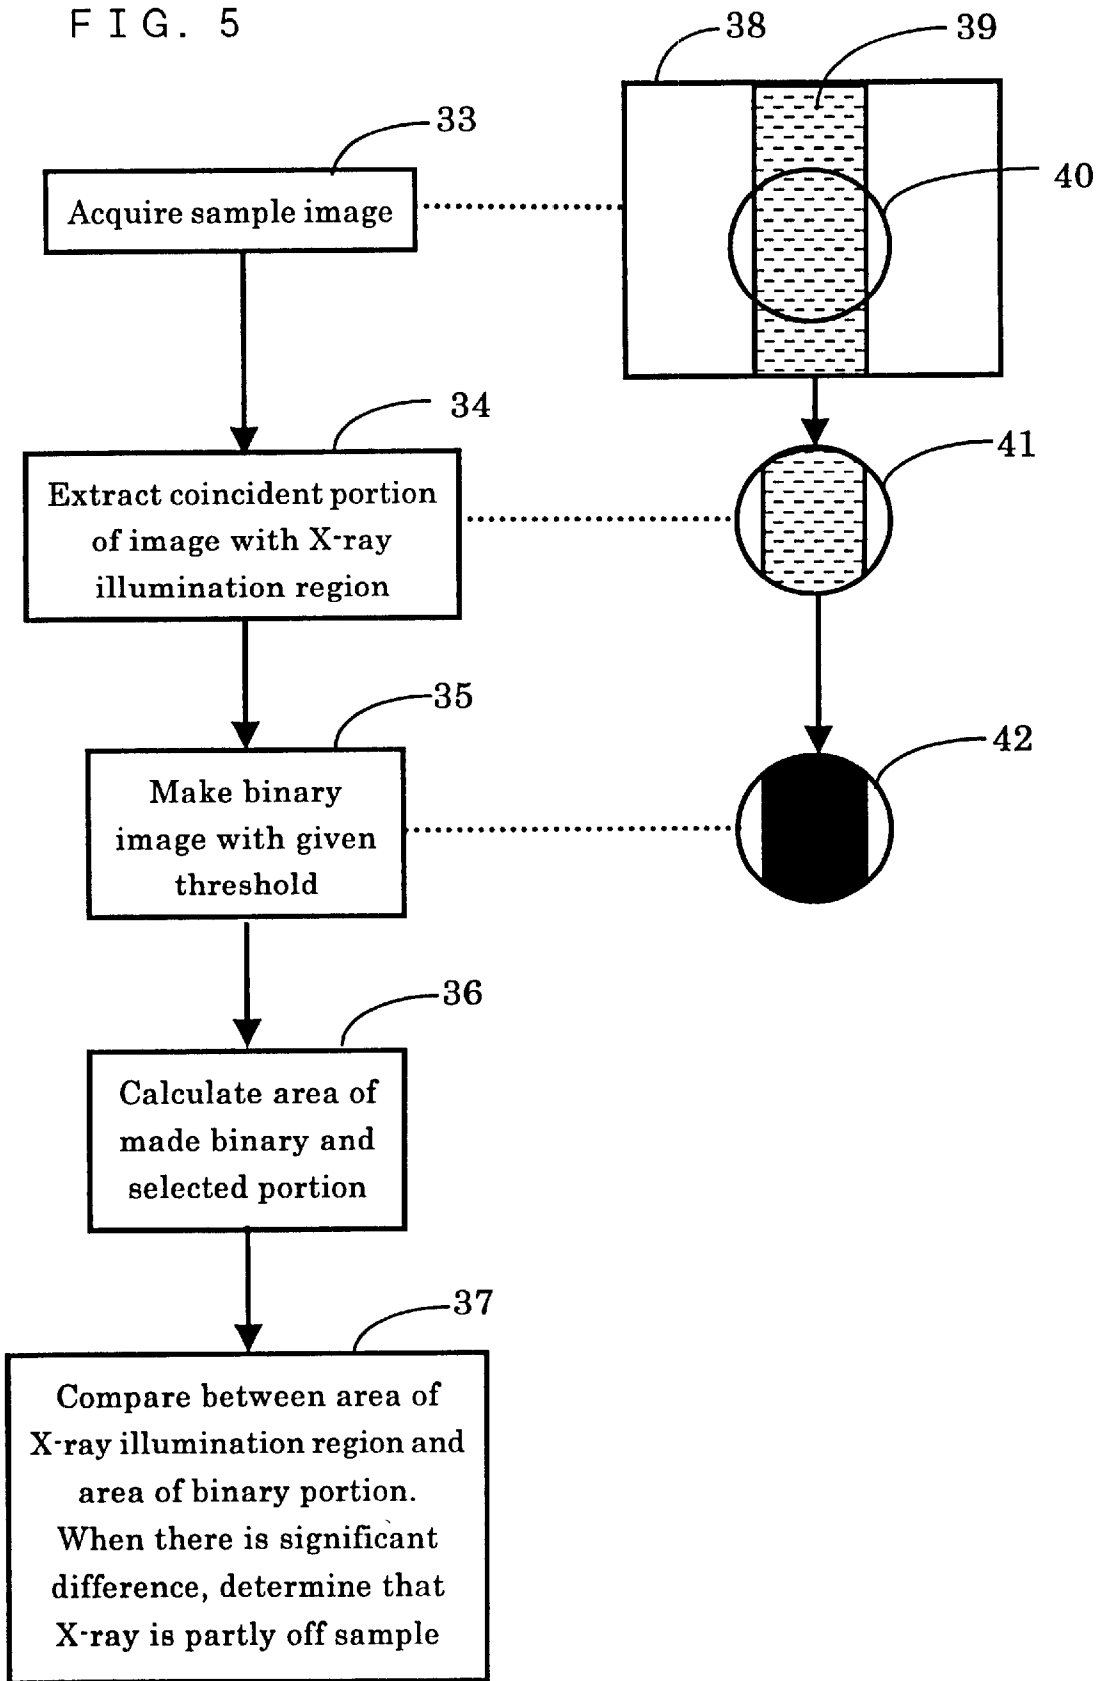 FIG. 5
38
39
33
Acquire sample image
40
34
Extract coincident portion
of image with X-ray
illumination region
41
35
Make binary
image with given
threshold
42
36
Calculate area of
made binary and
selected portion
37
Compare between area of
X-ray illumination region and
area of binary portion.
When there is significant
difference, determine that
X-ray is partly off sample